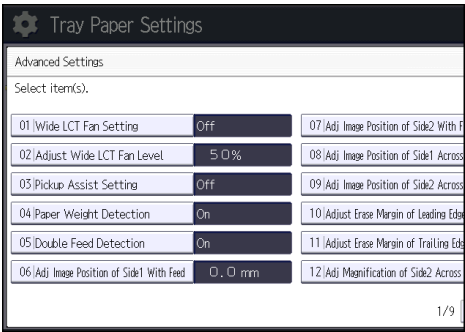 Tray Paper Settings
Advanced Settings
Select item(s).
01 Wide LCT Fan Setting Off
02 Adjust Wide LCT Fan Level 50%
03 Pickup Assist Setting Off
04 Paper Weight Detection On
05 Double Feed Detection On
06 Adj Image Position of Side1 With Feed 0.0 mm
07 Adj Image Position of Side2 With F
08 Adj Image Position of Side1 Across
09 Adj Image Position of Side2 Across
10 Adjust Erase Margin of Leading Edge
11 Adjust Erase Margin of Trailing Edg
12 Adj Magnification of Side2 Across
1/9